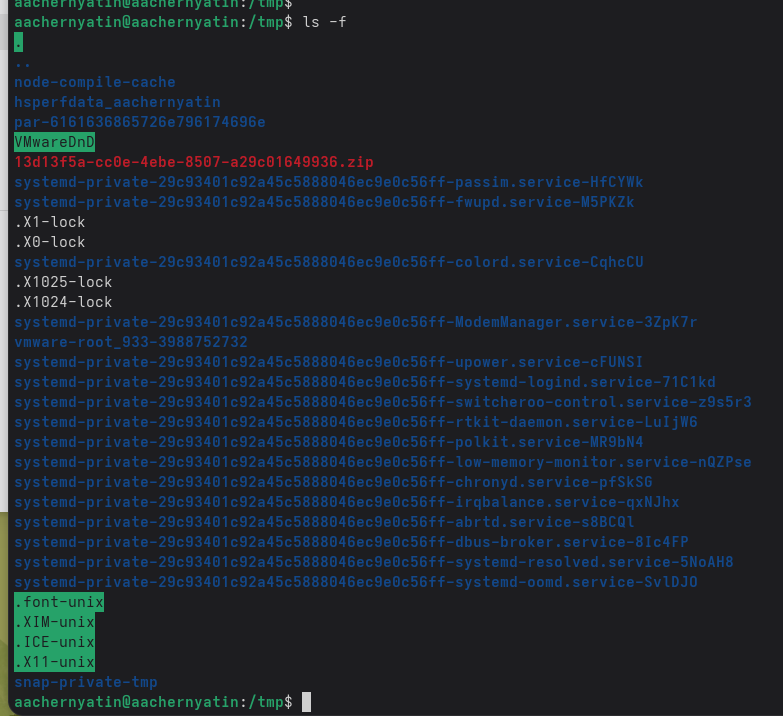 aachernyatin@aachernyatin:/tmp$
aachernyatin@aachernyatin:/tmp$ ls -f
.
..
node-compile-cache
hsperfdata_aachernyatin
par-6161636865726e796174696e
VMwareDnD
13d13f5a-cc0e-4ebe-8507-a29c01649936.zip
systemd-private-29c93401c92a45c5888046ec9e0c56ff-passim.service-HfCYWk
systemd-private-29c93401c92a45c5888046ec9e0c56ff-fwupd.service-M5PKZk
.X1-lock
.X0-lock
systemd-private-29c93401c92a45c5888046ec9e0c56ff-colord.service-CqhcCU
.X1025-lock
.X1024-lock
systemd-private-29c93401c92a45c5888046ec9e0c56ff-ModemManager.service-3ZpK7r
vmware-root_933-3988752732
systemd-private-29c93401c92a45c5888046ec9e0c56ff-upower.service-cFUNSI
systemd-private-29c93401c92a45c5888046ec9e0c56ff-systemd-logind.service-71C1kd
systemd-private-29c93401c92a45c5888046ec9e0c56ff-switcheroo-control.service-z9s5r3
systemd-private-29c93401c92a45c5888046ec9e0c56ff-rtkit-daemon.service-LuIjW6
systemd-private-29c93401c92a45c5888046ec9e0c56ff-polkit.service-MR9bN4
systemd-private-29c93401c92a45c5888046ec9e0c56ff-low-memory-monitor.service-nQZPse
systemd-private-29c93401c92a45c5888046ec9e0c56ff-chronyd.service-pfSkSG
systemd-private-29c93401c92a45c5888046ec9e0c56ff-irqbalance.service-qxNJhx
systemd-private-29c93401c92a45c5888046ec9e0c56ff-abrtd.service-s8BCQl
systemd-private-29c93401c92a45c5888046ec9e0c56ff-dbus-broker.service-8Ic4FP
systemd-private-29c93401c92a45c5888046ec9e0c56ff-systemd-resolved.service-5NoAH8
systemd-private-29c93401c92a45c5888046ec9e0c56ff-systemd-oomd.service-SvlDJO
.font-unix
.XIM-unix
.ICE-unix
.X11-unix
snap-private-tmp
aachernyatin@aachernyatin:/tmp$